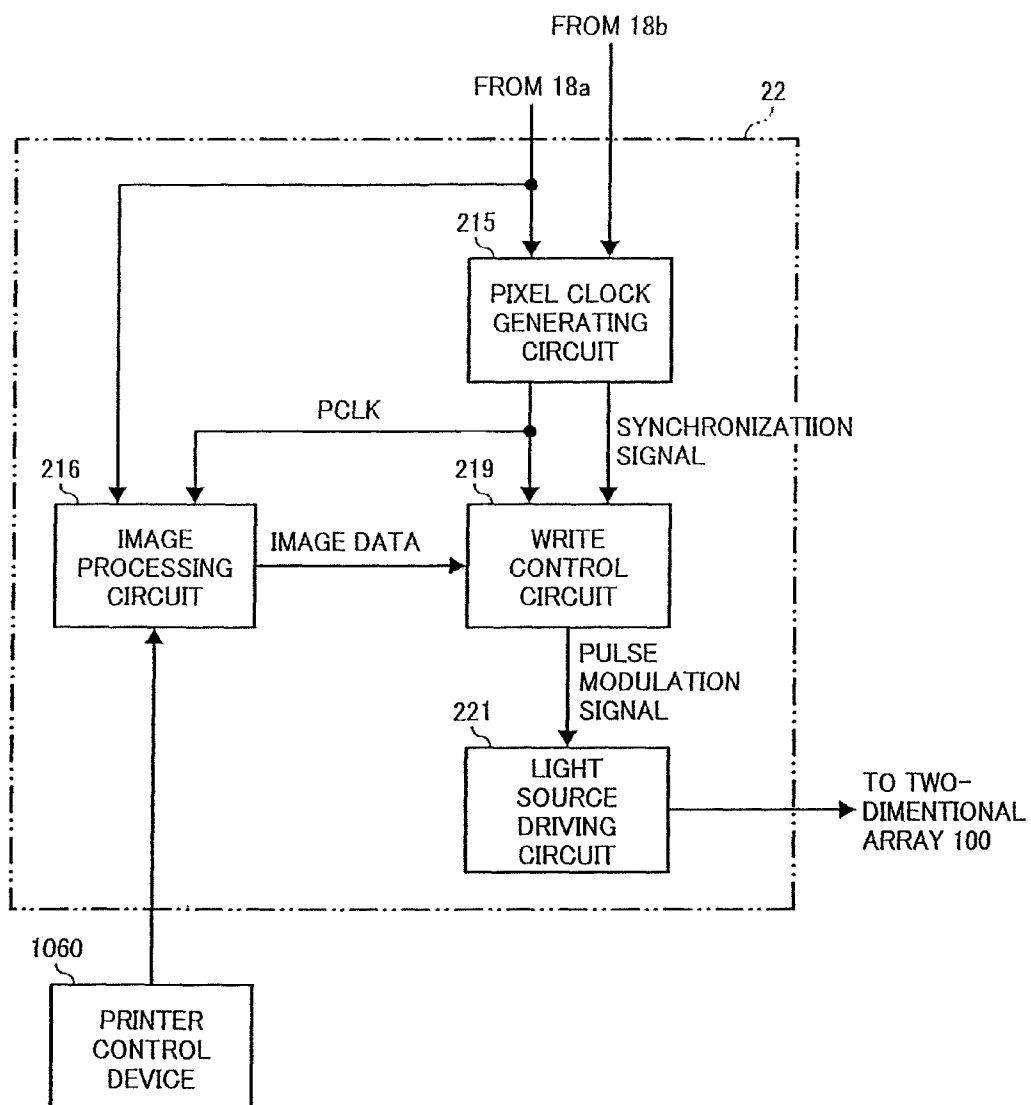 FROM 18b
FROM 18a
22
215
PIXEL CLOCK
GENERATING
CIRCUIT
PCLK
SYNCHRONIZATIION
SIGNAL
216
219
IMAGE
PROCESSING
CIRCUIT
IMAGE DATA
WRITE
CONTROL
CIRCUIT
PULSE
MODULATION
SIGNAL
221
LIGHT
SOURCE
DRIVING
CIRCUIT
TO TWO-
DIMENTIONAL
ARRAY 100
1060
PRINTER
CONTROL
DEVICE